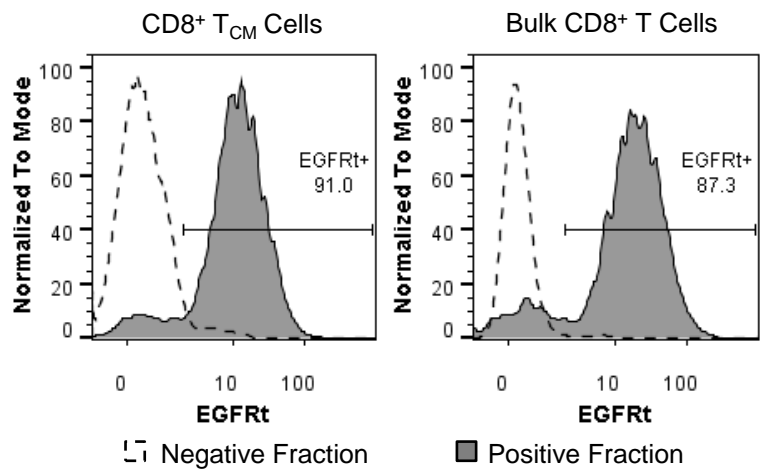 CD8⁺ T_CM Cells
Normalized To Mode
100
80
60
40
20
0
EGFRt+
91.0
0 10 100
EGFRt
Bulk CD8⁺ T Cells
Normalized To Mode
100
80
60
40
20
0
EGFRt+
87.3
0 10 100
EGFRt
Negative Fraction
Positive Fraction